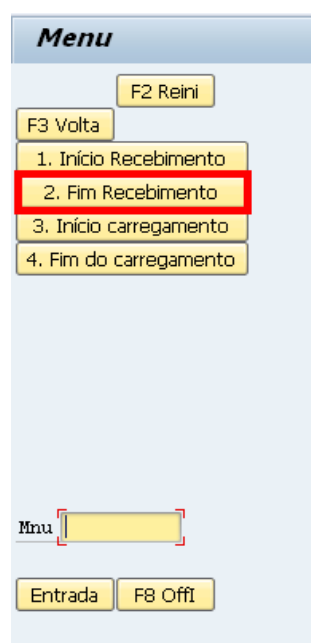 Menu
F2 Reini
F3 Volta
1. Início Recebimento
2. Fim Recebimento
3. Início carregamento
4. Fim do carregamento
Mnu
Entrada F8 OffI